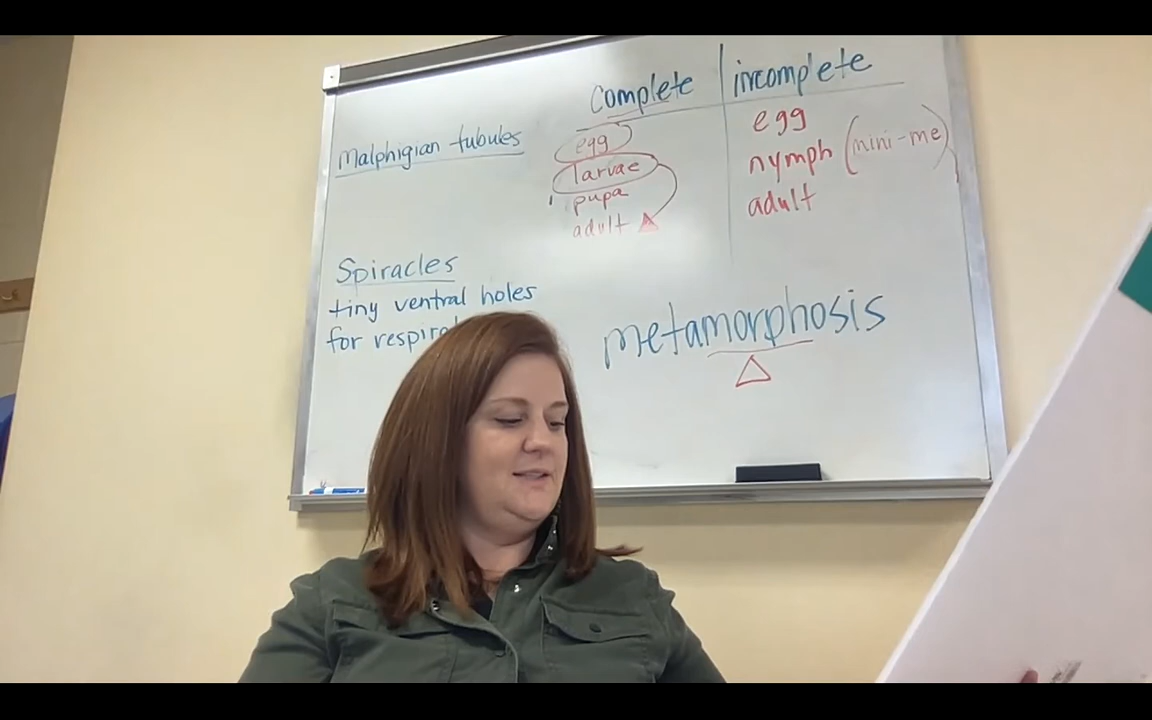 Malphigian tubules
Spiracles
tiny ventral holes
for
complete
egg
larvae
pupa
adult
incomplete
egg
nymph (mini-me)
adult
metamorphosis